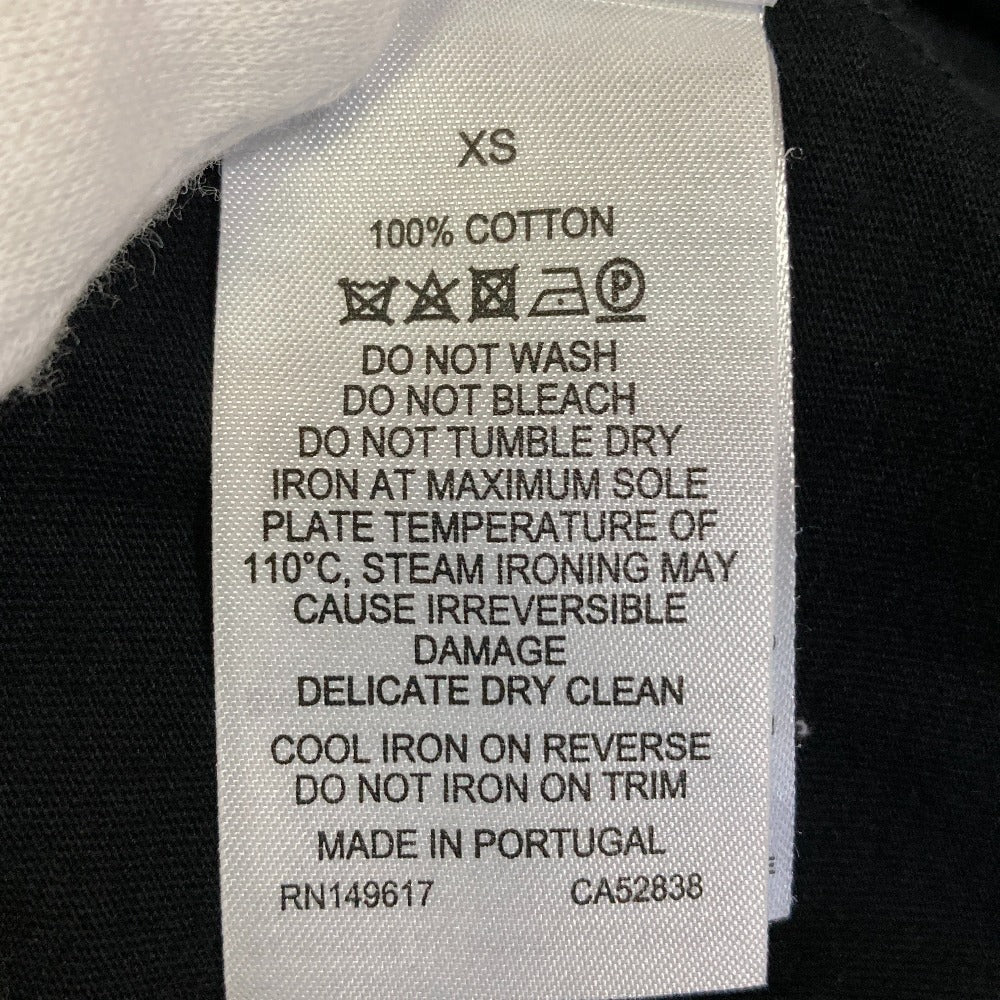 XS
100% COTTON
P
DO NOT WASH
DO NOT BLEACH
DO NOT TUMBLE DRY
IRON AT MAXIMUM SOLE
PLATE TEMPERATURE OF
110°C, STEAM IRONING MAY
CAUSE IRREVERSIBLE
DAMAGE
DELICATE DRY CLEAN
COOL IRON ON REVERSE
DO NOT IRON ON TRIM
MADE IN PORTUGAL
RN149617 CA52838